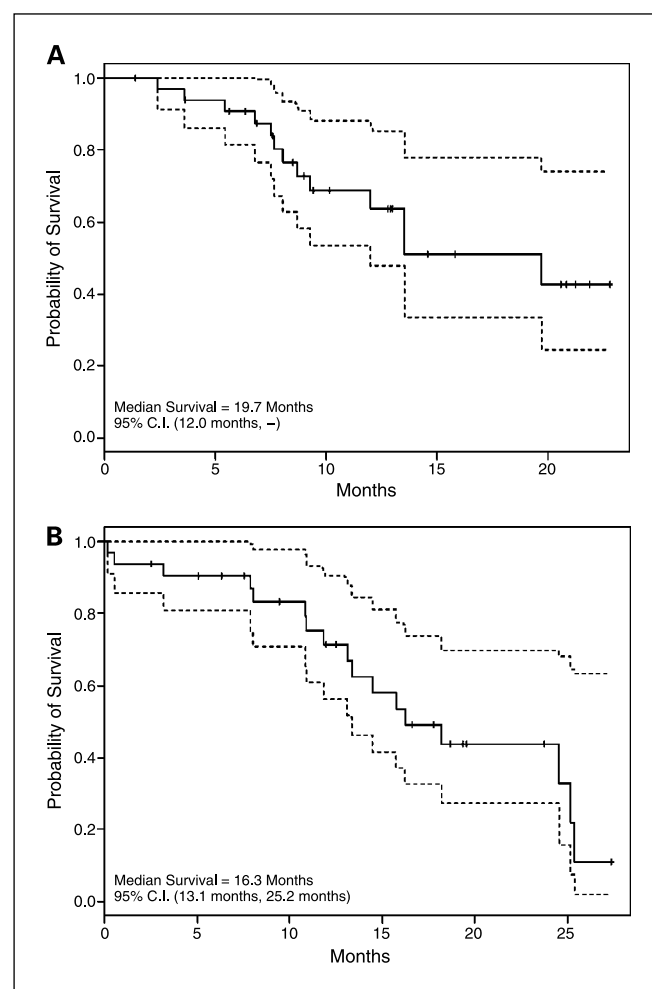 A
1.0
0.8
0.6
0.4
0.2
0.0
Probability of Survival
Median Survival = 19.7 Months
95% C.I. (12.0 months, –)
0 5 10 15 20
Months
B
1.0
0.8
0.6
0.4
0.2
0.0
Probability of Survival
Median Survival = 16.3 Months
95% C.I. (13.1 months, 25.2 months)
0 5 10 15 20 25
Months